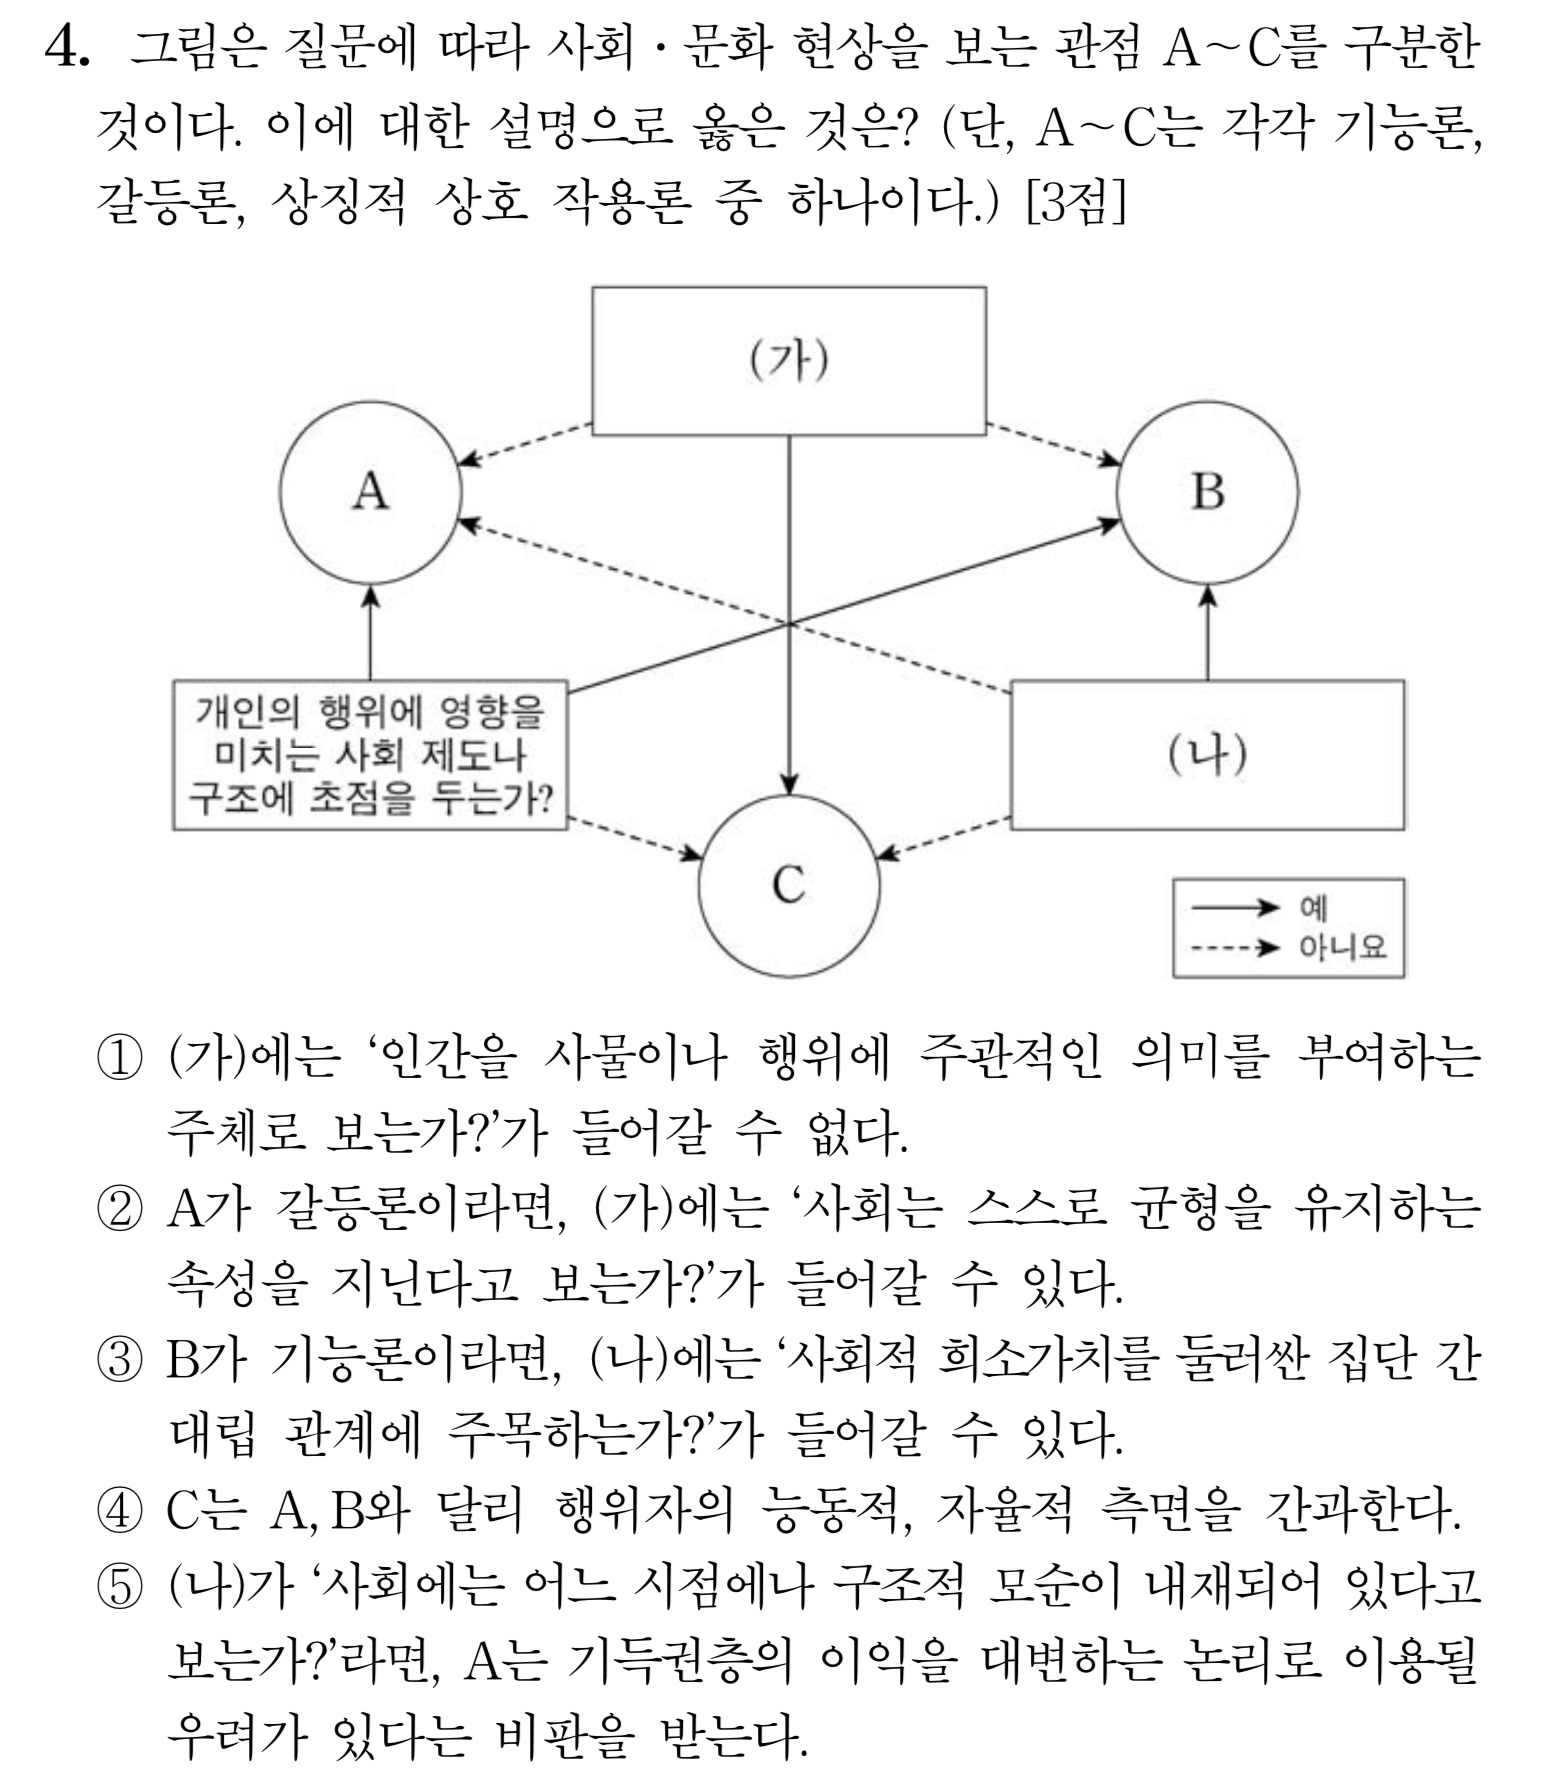 4. 그림은 질문에 따라 사회 · 문화 현상을 보는 관점 A~C를 구분한
것이다. 이에 대한 설명으로 옳은 것은? (단, A~C는 각각 기능론,
갈등론, 상징적 상호 작용론 중 하나이다.) [3점]
(가)
A
B
개인의 행위에 영향을
미치는 사회 제도나
구조에 초점을 두는가?
(나)
C
예
아니요
① (가)에는 ‘인간을 사물이나 행위에 주관적인 의미를 부여하는
주체로 보는가?’가 들어갈 수 없다.
② A가 갈등론이라면, (가)에는 ‘사회는 스스로 균형을 유지하는
속성을 지닌다고 보는가?’가 들어갈 수 있다.
③ B가 기능론이라면, (나)에는 ‘사회적 희소가치를 둘러싼 집단 간
대립 관계에 주목하는가?’가 들어갈 수 있다.
④ C는 A, B와 달리 행위자의 능동적, 자율적 측면을 간과한다.
⑤ (나)가 ‘사회에는 어느 시점에나 구조적 모순이 내재되어 있다고
보는가?’라면, A는 기득권층의 이익을 대변하는 논리로 이용될
우려가 있다는 비판을 받는다.